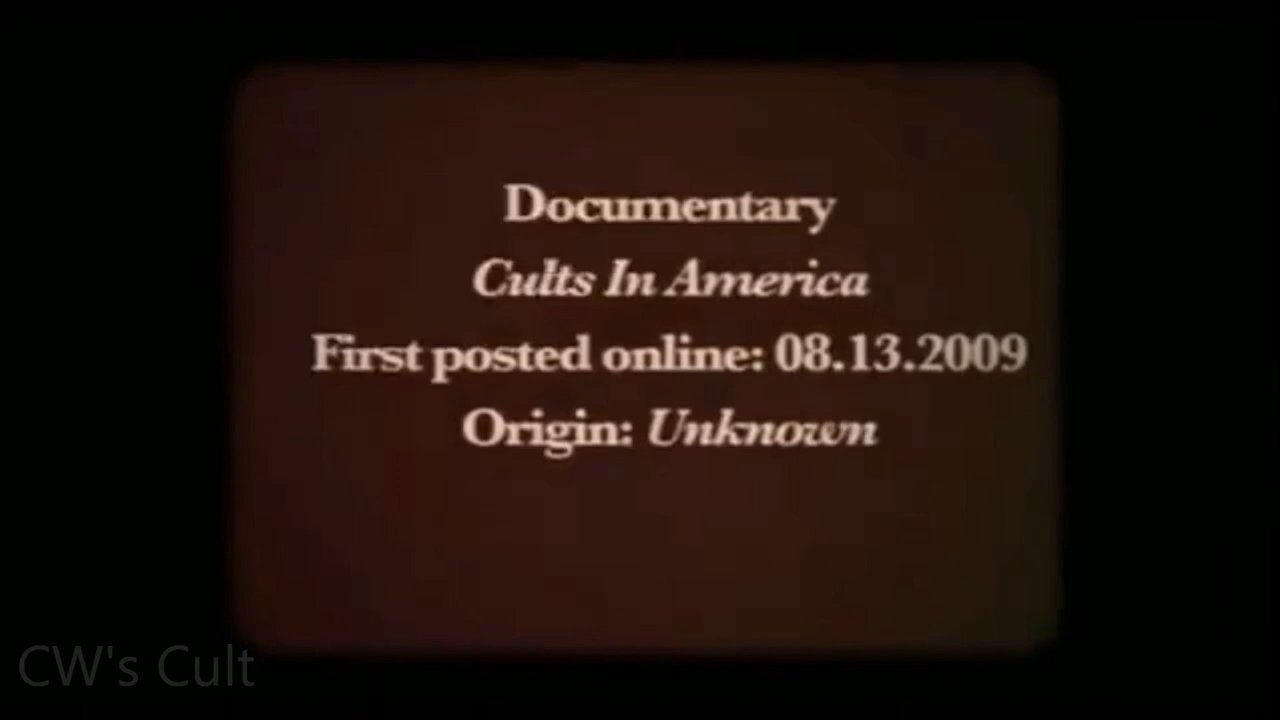 Documentary
Cults In America
First posted online: 08.13.2009
Origin: Unknown
CW's Cult